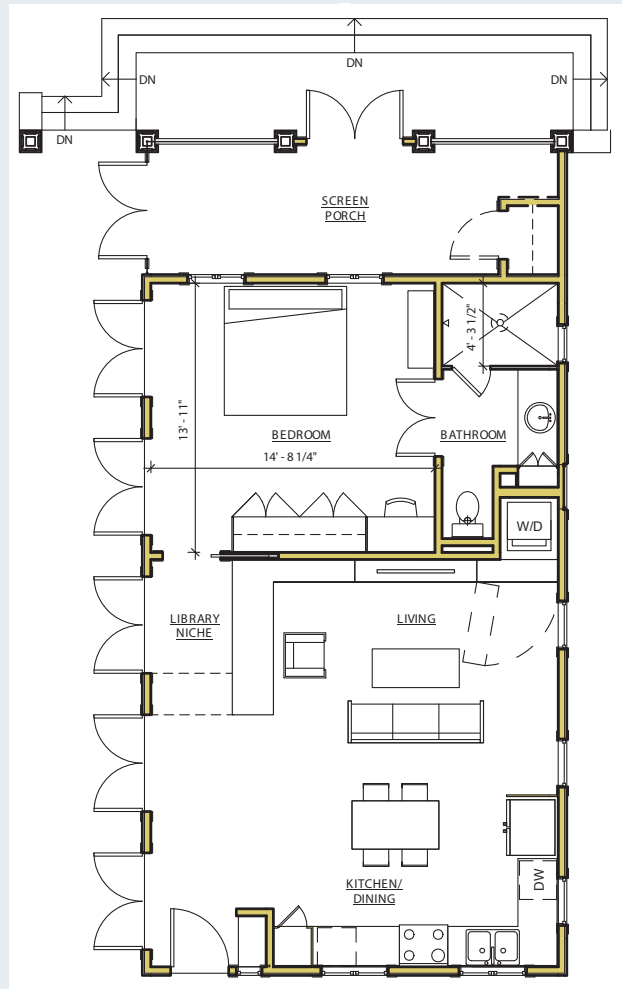 DN
DN
DN
DN
SCREEN
PORCH
4' - 3 1/2"
13' - 11"
BEDROOM
14' - 8 1/4"
BATHROOM
W/D
LIBRARY
NICHE
LIVING
DW
KITCHEN/
DINING